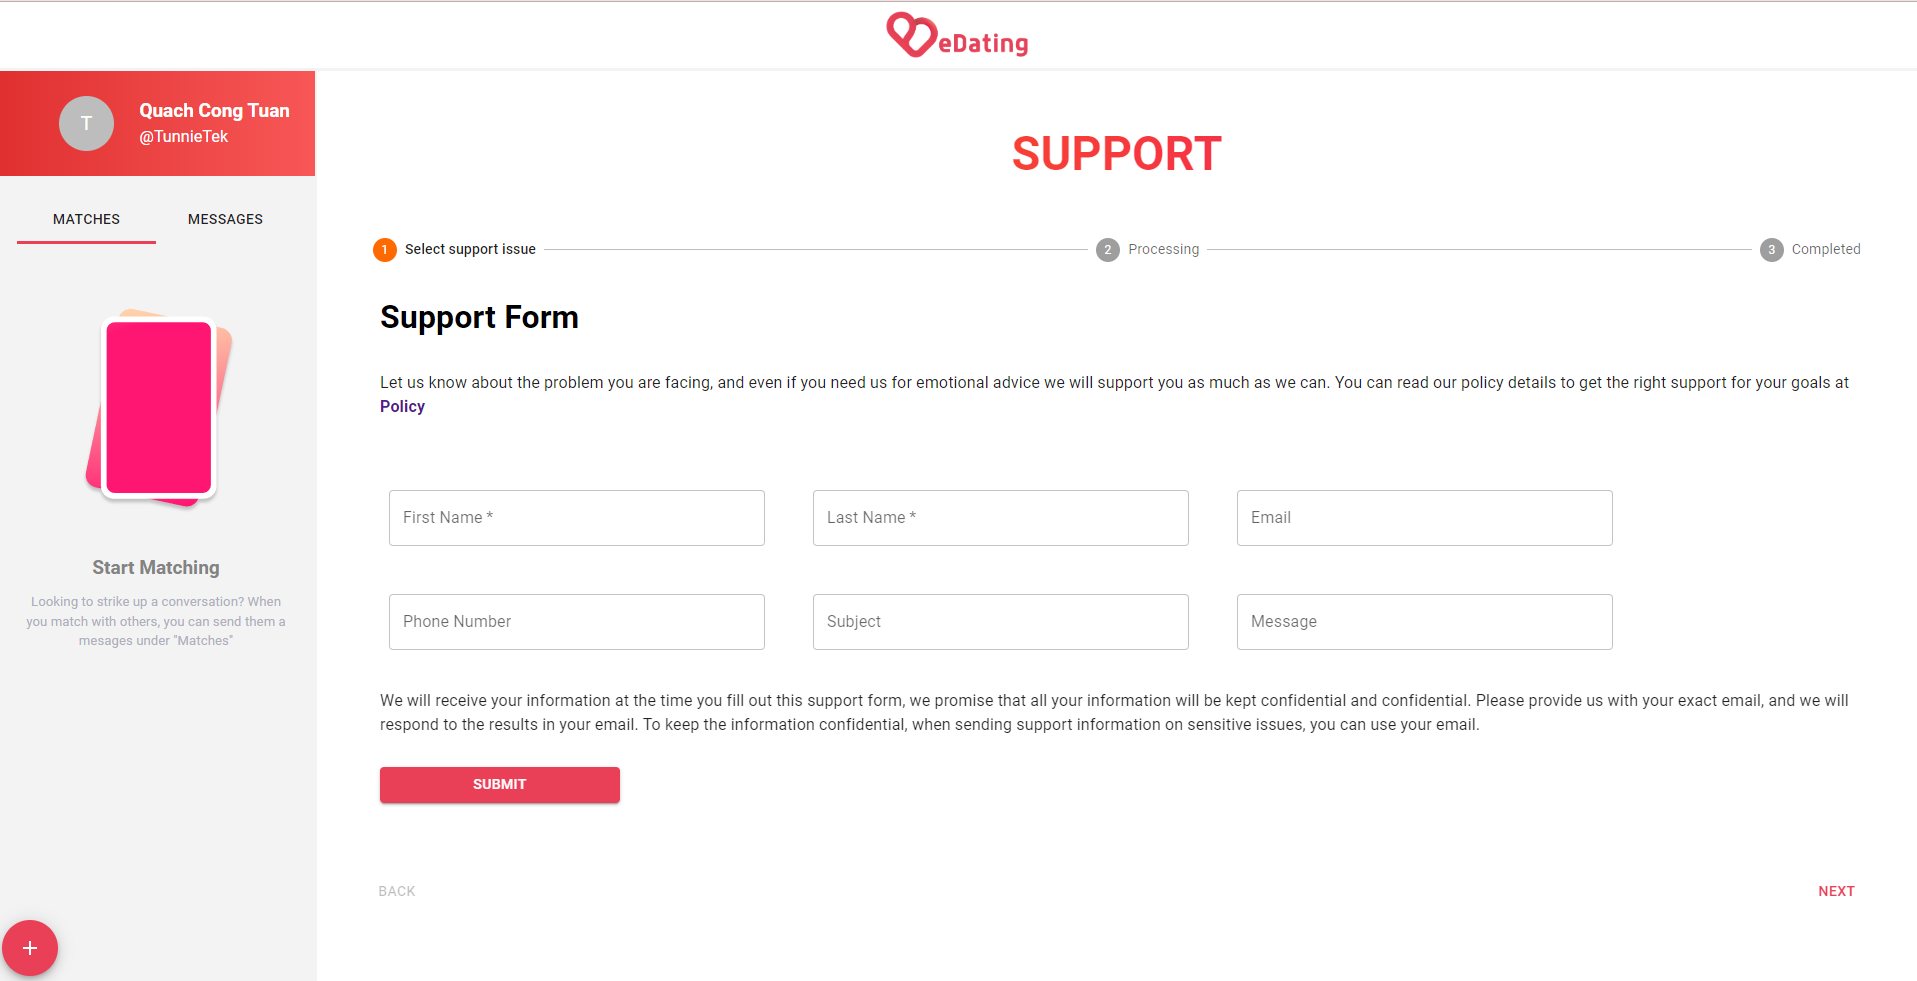 eDating
T
Quach Cong Tuan
@TunnieTek
MATCHES
MESSAGES
Start Matching
Looking to strike up a conversation? When
you match with others, you can send them a
mesages under "Matches"
+
SUPPORT
1 Select support issue
2 Processing
3 Completed
Support Form
Let us know about the problem you are facing, and even if you need us for emotional advice we will support you as much as we can. You can read our policy details to get the right support for your goals at
Policy
First Name *
Last Name *
Email
Phone Number
Subject
Message
We will receive your information at the time you fill out this support form, we promise that all your information will be kept confidential and confidential. Please provide us with your exact email, and we will
respond to the results in your email. To keep the information confidential, when sending support information on sensitive issues, you can use your email.
SUBMIT
BACK
NEXT